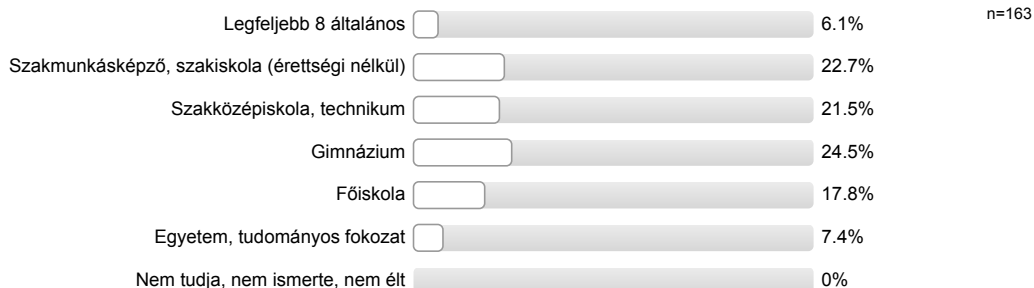 n=163
Legfeljebb 8 általános 6.1%
Szakmunkásképző, szakiskola (érettségi nélkül) 22.7%
Szakközépiskola, technikum 21.5%
Gimnázium 24.5%
Főiskola 17.8%
Egyetem, tudományos fokozat 7.4%
Nem tudja, nem ismerte, nem élt 0%